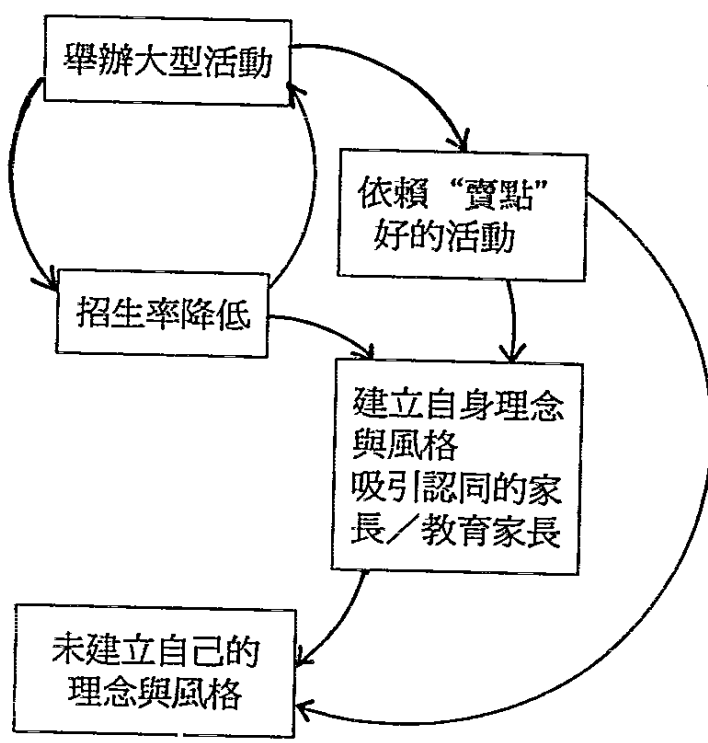 舉辦大型活動
依賴“賣點”
好的活動
招生率降低
建立自身理念
與風格
吸引認同的家
長／教育家長
未建立自己的
理念與風格